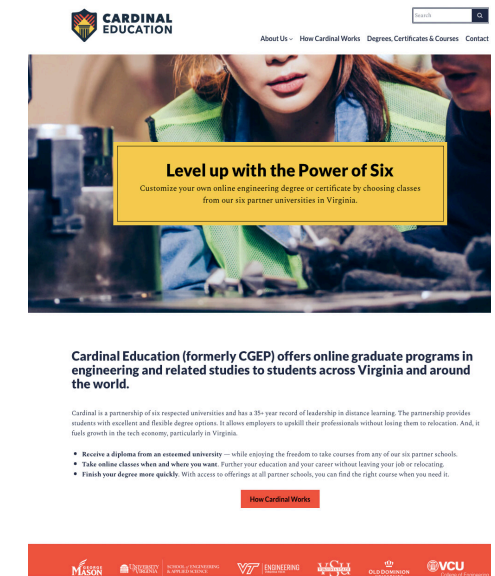 CARDINAL
EDUCATION
Search
About Us
How Cardinal Works
Degrees, Certificates & Courses
Contact
Level up with the Power of Six
Customize your own online engineering degree or certificate by choosing classes
from our six partner universities in Virginia.
Cardinal Education (formerly CGEP) offers online graduate programs in
engineering and related studies to students across Virginia and around
the world.
Cardinal is a partnership of six respected universities and has a 35+ year record of leadership in distance learning. The partnership provides
students with excellent and flexible degree options. It allows employers to upskill their professionals without losing them to relocation. And, it
fuels growth in the tech economy, particularly in Virginia.
Receive a diploma from an esteemed university — while enjoying the freedom to take courses from any of our six partner schools.
Take online classes when and where you want. Further your education and your career without leaving your job or relocating.
Finish your degree more quickly. With access to offerings at all partner schools, you can find the right course when you need it.
How Cardinal Works
GEORGE
MASON
UNIVERSITY
of VIRGINIA
SCHOOL of ENGINEERING
& APPLIED SCIENCE
VT
ENGINEERING
VSU
OLD DOMINION
VCU
College of Engineering